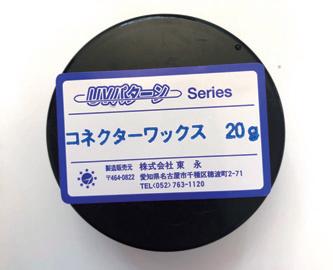 UVパターン Series
コネクターワックス 20g
製造販売元 株式会社 東 永
〒464-0822 愛知県名古屋市千種区穂波町2-71
TEL<052>763-1120